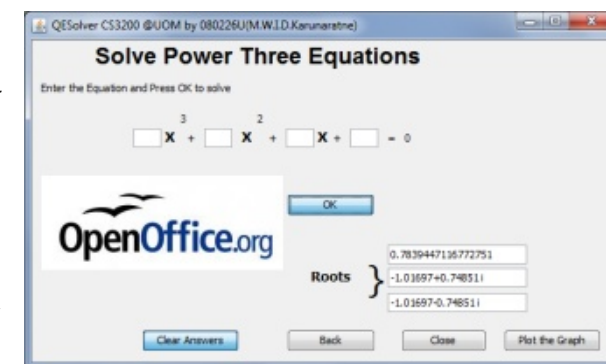 QESolver CS3200 @UOM by 080226U(M.W.I.D.Karunaratne)
Solve Power Three Equations
Enter the Equation and Press OK to solve
X 3 + X 2 + X + = 0
OK
OpenOffice.org
0.7839447116772751
Roots } -1.01697+0.74851i
-1.01697-0.74851i
Clear Answers Back Close Plot the Graph